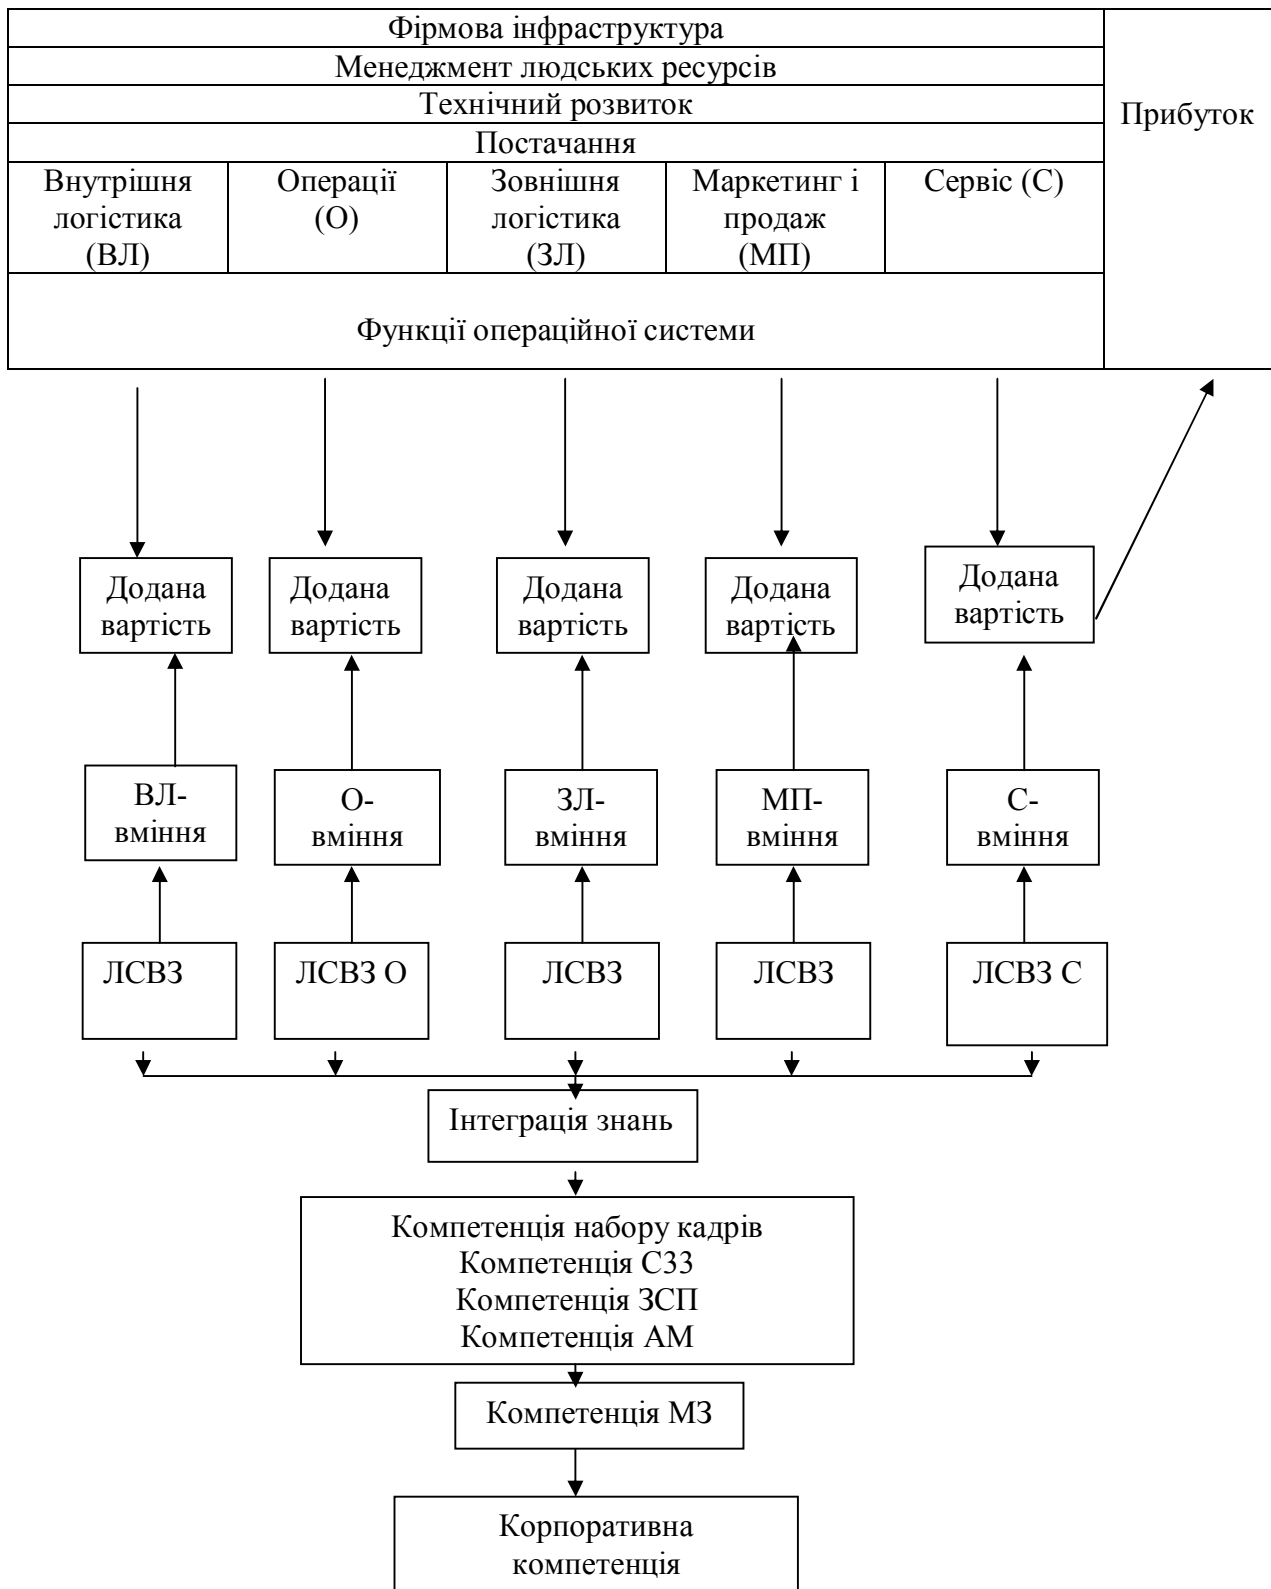 Фірмова інфраструктура
Менеджмент людських ресурсів
Технічний розвиток
Прибуток
Постачання
Внутрішня
логістика
(ВЛ)
Операції
(О)
Зовнішня
логістика
(ЗЛ)
Маркетинг і
продаж
(МП)
Сервіс (С)
Функції операційної системи
Додана
вартість
Додана
вартість
Додана
вартість
Додана
вартість
Додана
вартість
ВЛ-
вміння
О-
вміння
ЗЛ-
вміння
МП-
вміння
С-
вміння
ЛСВЗ
ЛСВЗ О
ЛСВЗ
ЛСВЗ
ЛСВЗ С
Інтеграція знань
Компетенція набору кадрів
Компетенція СЗЗ
Компетенція ЗСП
Компетенція АМ
Компетенція МЗ
Корпоративна
компетенція